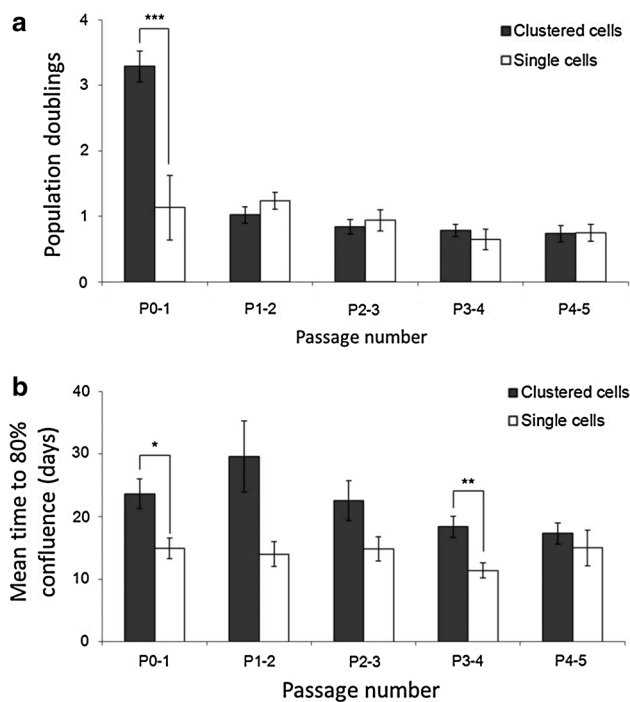 a
***
Clustered cells
Single cells
4
3
2
1
0
Population doublings
P0-1 P1-2 P2-3 P3-4 P4-5
Passage number
b
Clustered cells
Single cells
40
30
20
10
0
Mean time to 80%
confluence (days)
*
**
P0-1 P1-2 P2-3 P3-4 P4-5
Passage number